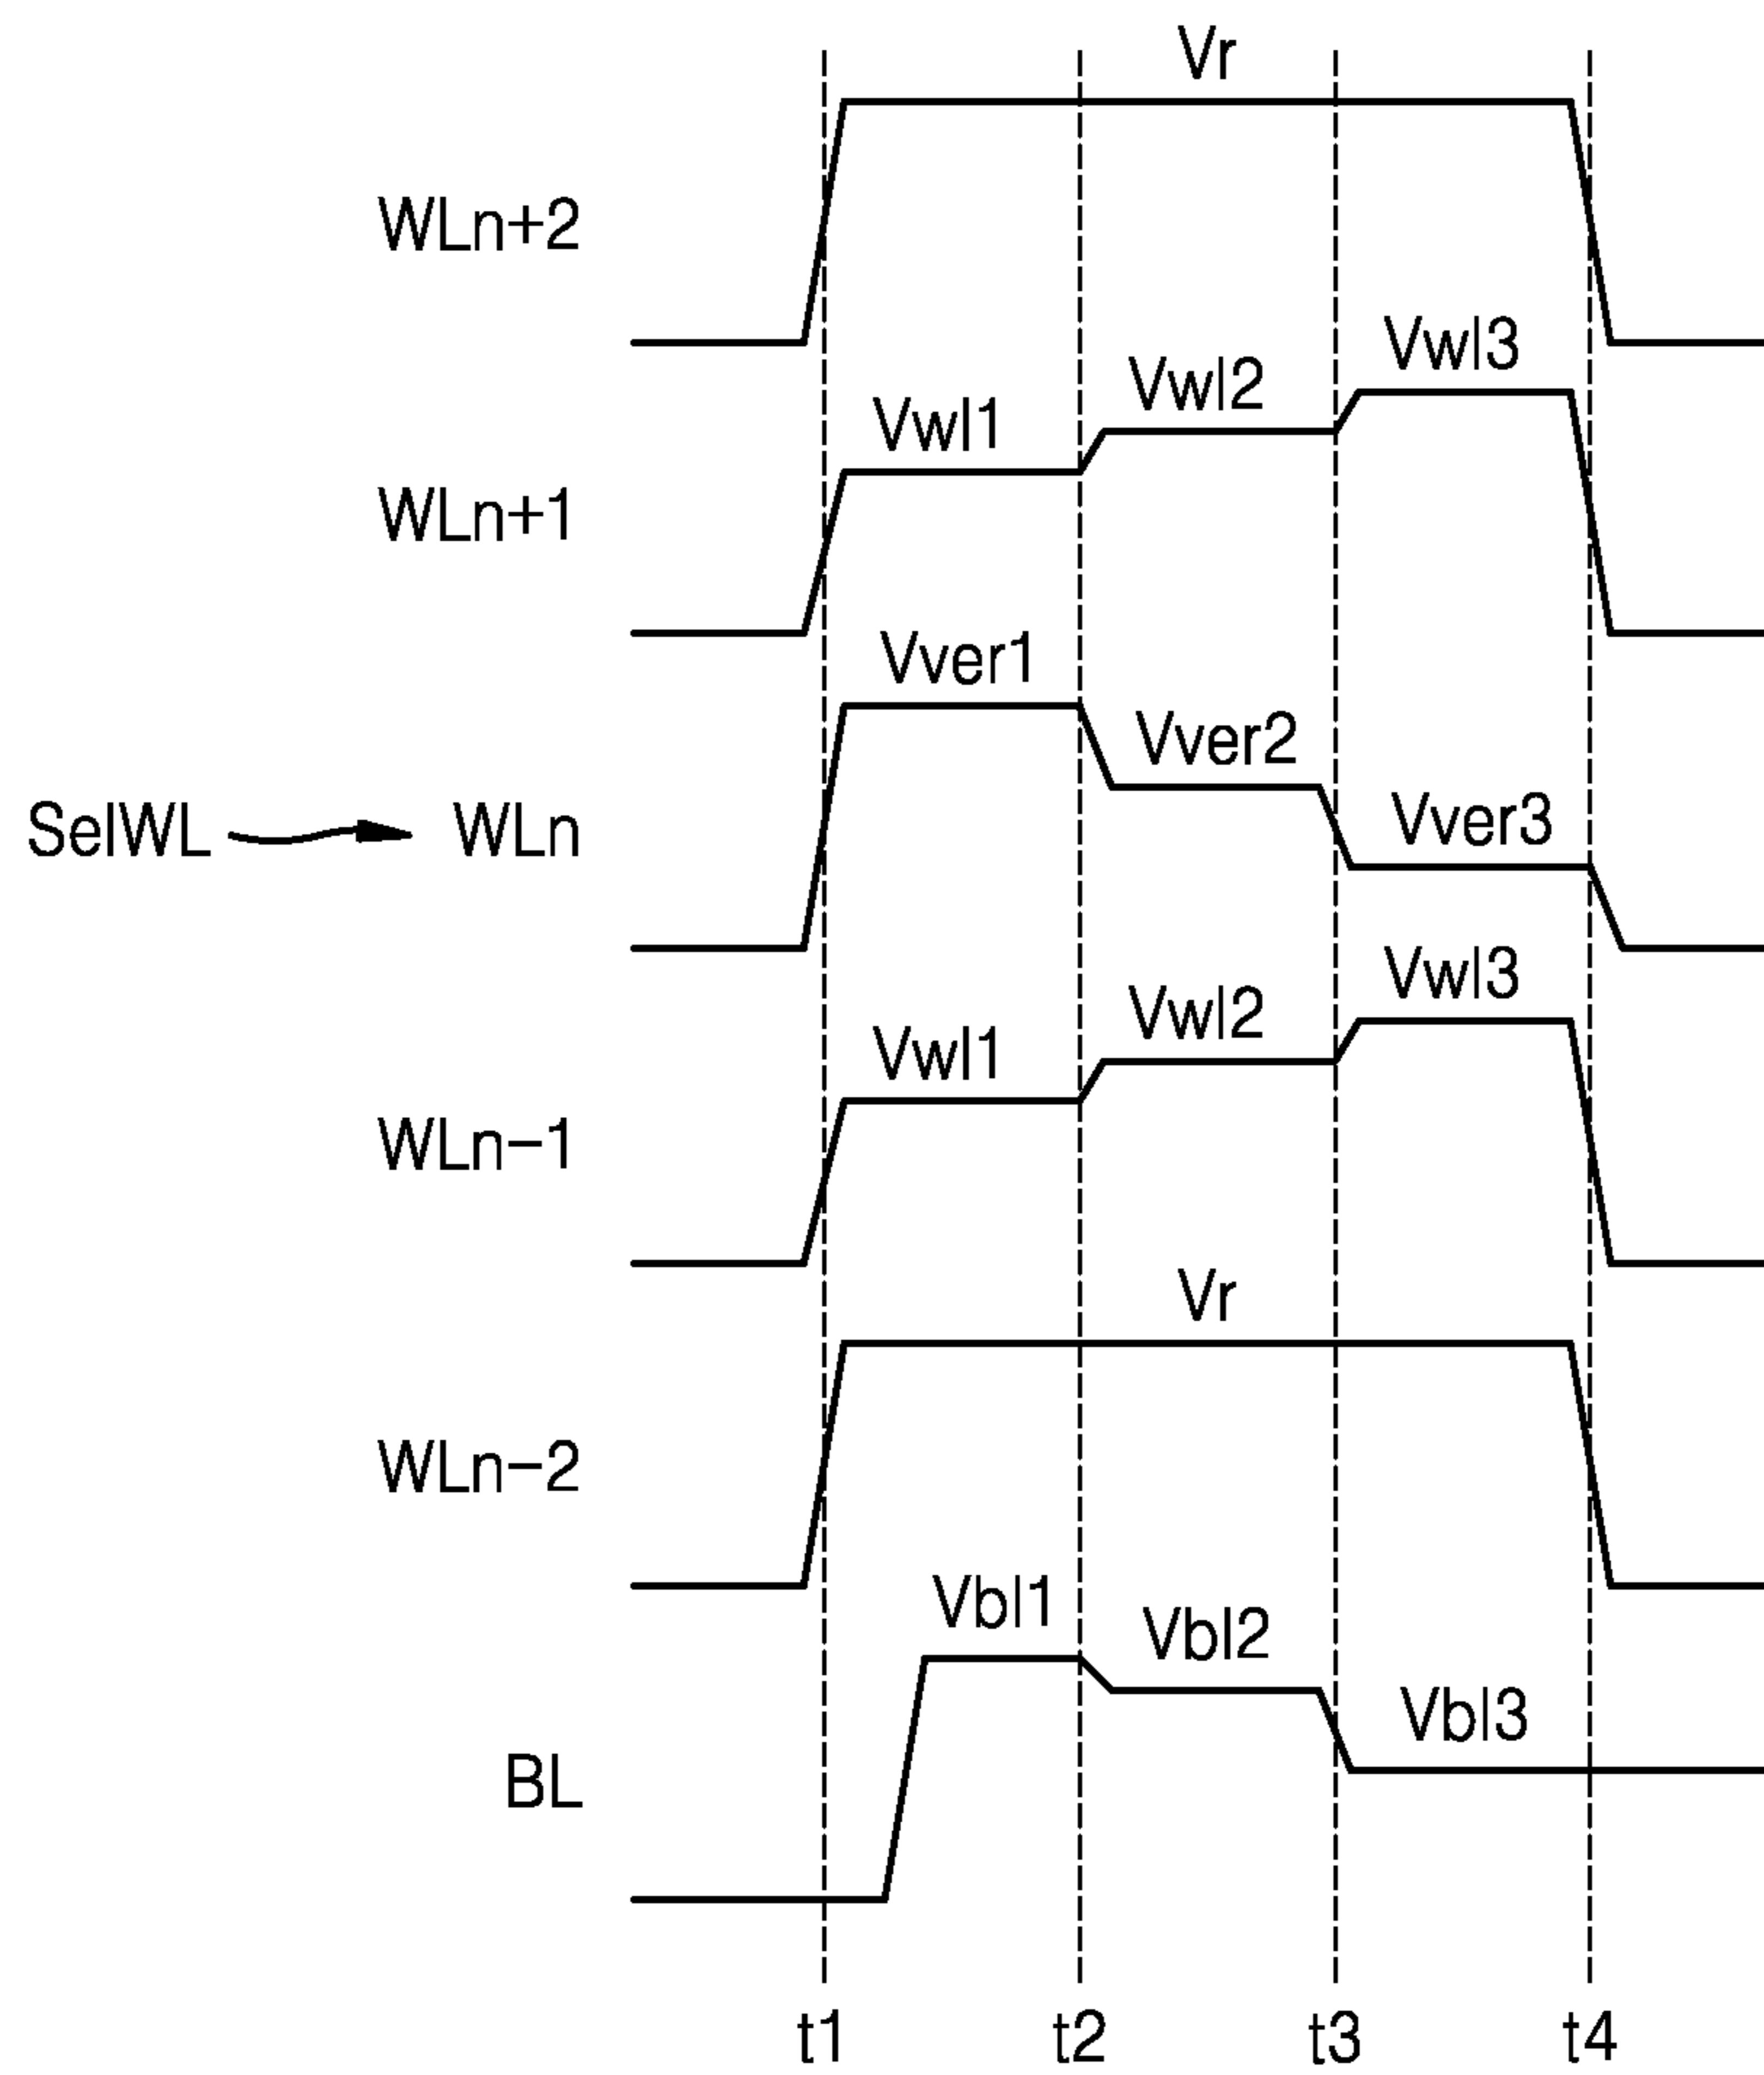 Vr
WLn+2
Vwl1 Vwl2 Vwl3
WLn+1
Vver1 Vver2 Vver3
SelWL WLn
Vwl1 Vwl2 Vwl3
WLn-1
Vr
WLn-2
Vbl1 Vbl2 Vbl3
BL
t1 t2 t3 t4